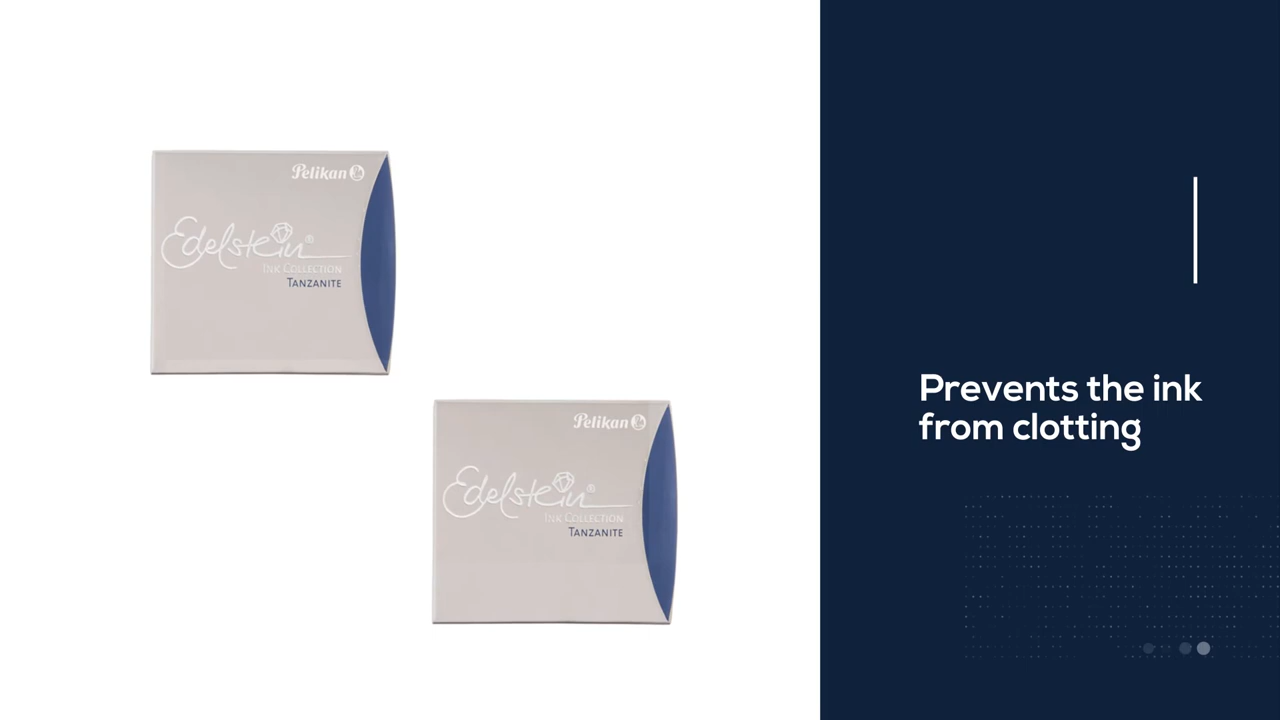 Pelikan
Edelstein®
INK COLLECTION
TANZANITE
Pelikan
Edelstein®
INK COLLECTION
TANZANITE
Prevents the ink
from clotting